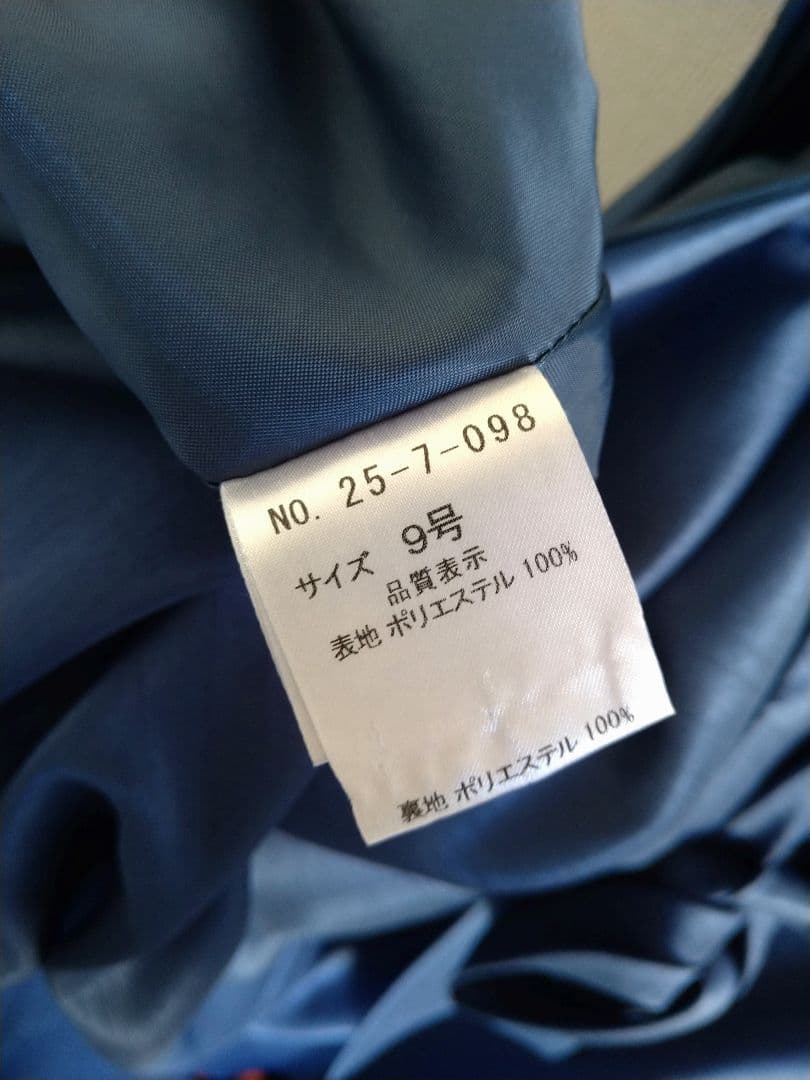 NO. 25-7-098
サイズ 9号
品質表示
表地 ポリエステル 100%
裏地 ポリエステル 100%